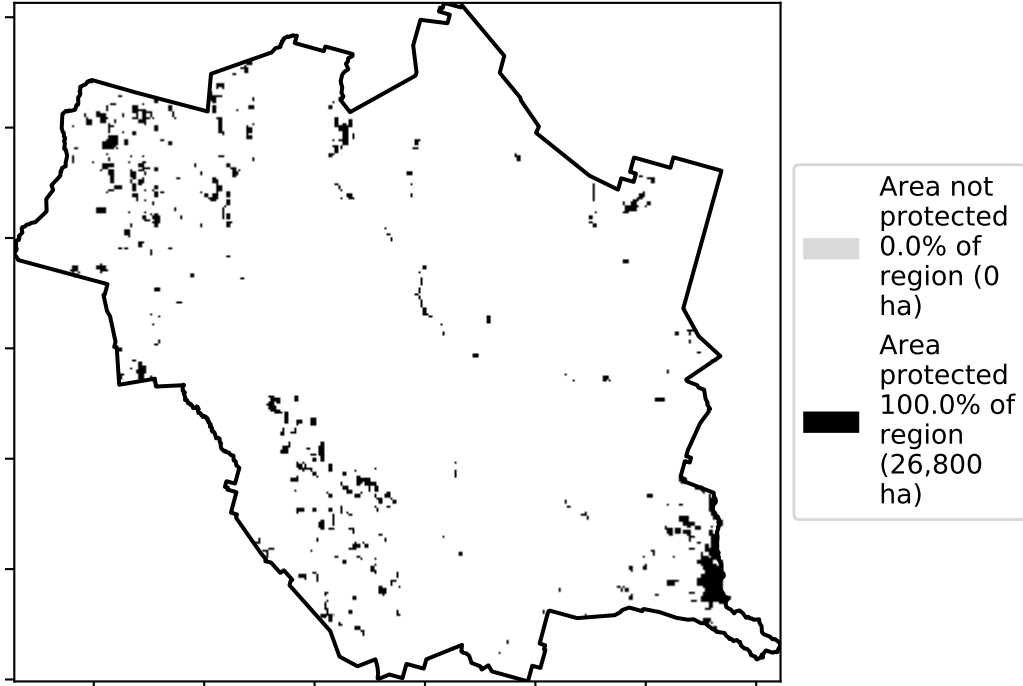 Area not
protected
0.0% of
region (0
ha)
Area
protected
100.0% of
region
(26,800
ha)